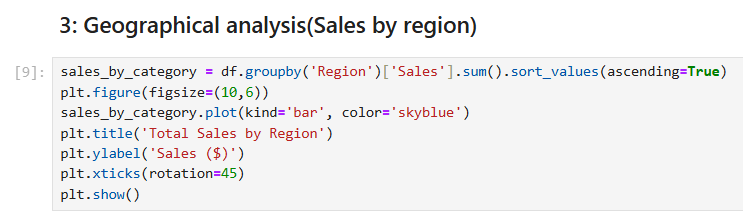 3: Geographical analysis(Sales by region)
[9]: sales_by_category = df.groupby('Region')['Sales'].sum().sort_values(ascending=True)
plt.figure(figsize=(10,6))
sales_by_category.plot(kind='bar', color='skyblue')
plt.title('Total Sales by Region')
plt.ylabel('Sales ($)')
plt.xticks(rotation=45)
plt.show()